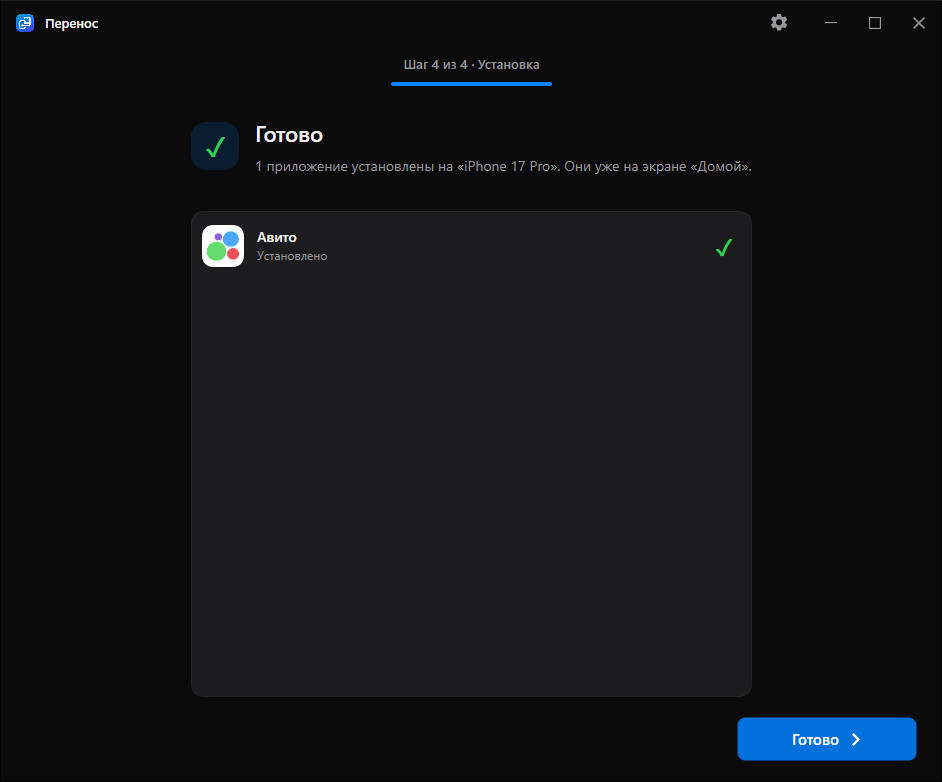 Перенос
Шаг 4 из 4 · Установка
Готово
1 приложение установлены на «iPhone 17 Pro». Они уже на экране «Домой».
Авито
Установлено
Готово